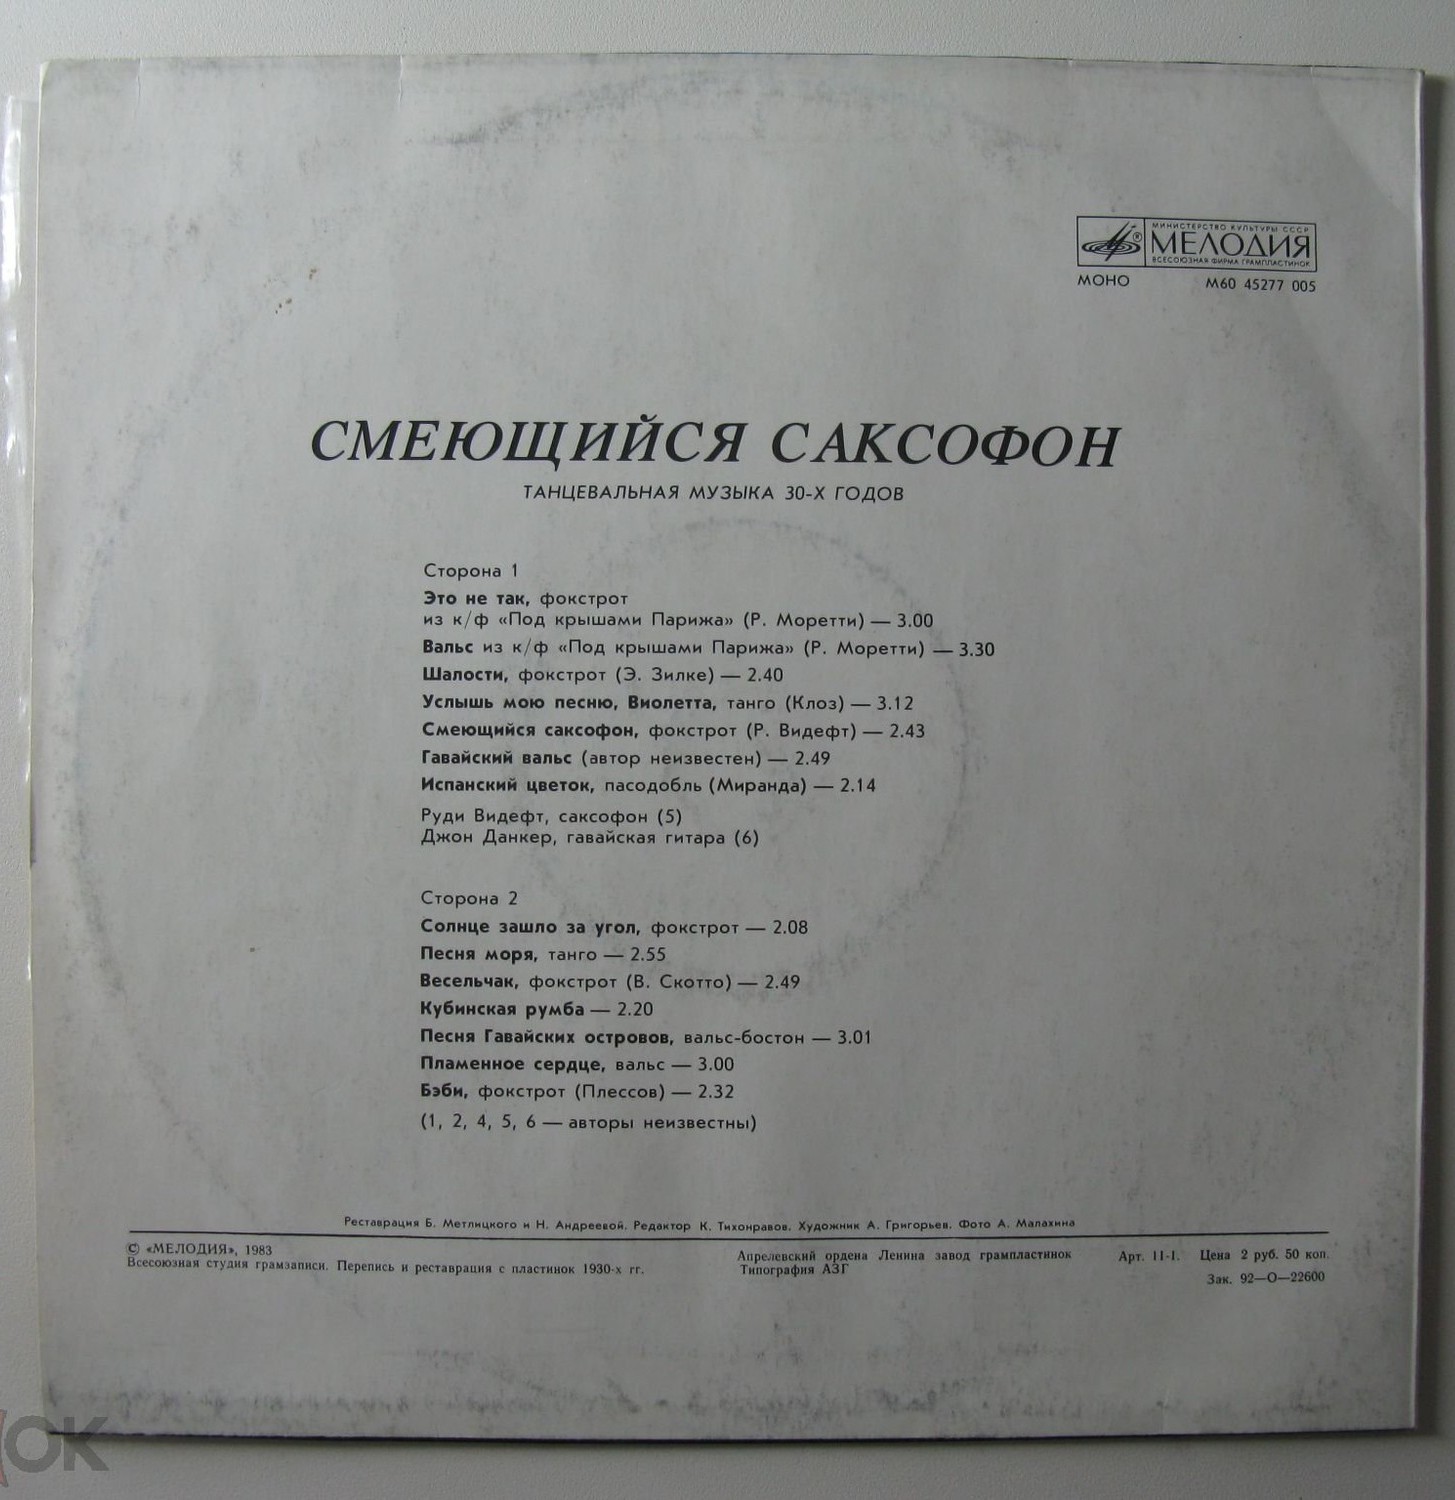 МИНИСТЕРСТВО КУЛЬТУРЫ СССР
МЕЛОДИЯ
ВСЕСОЮЗНАЯ ФИРМА ГРАМПЛАСТИНОК
МОНО М60 45277 005
СМЕЮЩИЙСЯ САКСОФОН
ТАНЦЕВАЛЬНАЯ МУЗЫКА 30-Х ГОДОВ
Сторона 1
Это не так, фокстрот
из к/ф «Под крышами Парижа» (Р. Моретти) — 3.00
Вальс из к/ф «Под крышами Парижа» (Р. Моретти) — 3.30
Шалости, фокстрот (Э. Зилке) — 2.40
Услышь мою песню, Виолетта, танго (Клоз) — 3.12
Смеющийся саксофон, фокстрот (Р. Видефт) — 2.43
Гавайский вальс (автор неизвестен) — 2.49
Испанский цветок, пасодобль (Миранда) — 2.14
Руди Видефт, саксофон (5)
Джон Данкер, гавайская гитара (6)
Сторона 2
Солнце зашло за угол, фокстрот — 2.08
Песня моря, танго — 2.55
Весельчак, фокстрот (В. Скотто) — 2.49
Кубинская румба — 2.20
Песня Гавайских островов, вальс-бостон — 3.01
Пламенное сердце, вальс — 3.00
Бэби, фокстрот (Плессов) — 2.32
(1, 2, 4, 5, 6 — авторы неизвестны)
Реставрация Б. Метлицкого и Н. Андреевой. Редактор К. Тихонравов. Художник А. Григорьев. Фото А. Малахина
© «МЕЛОДИЯ», 1983
Всесоюзная студия грамзаписи. Перепись и реставрация с пластинок 1930-х гг.
Апрелевский ордена Ленина завод грампластинок
Типография АЗГ
Арт. 11-1. Цена 2 руб. 50 коп.
Зак. 92—О—22600
ОК